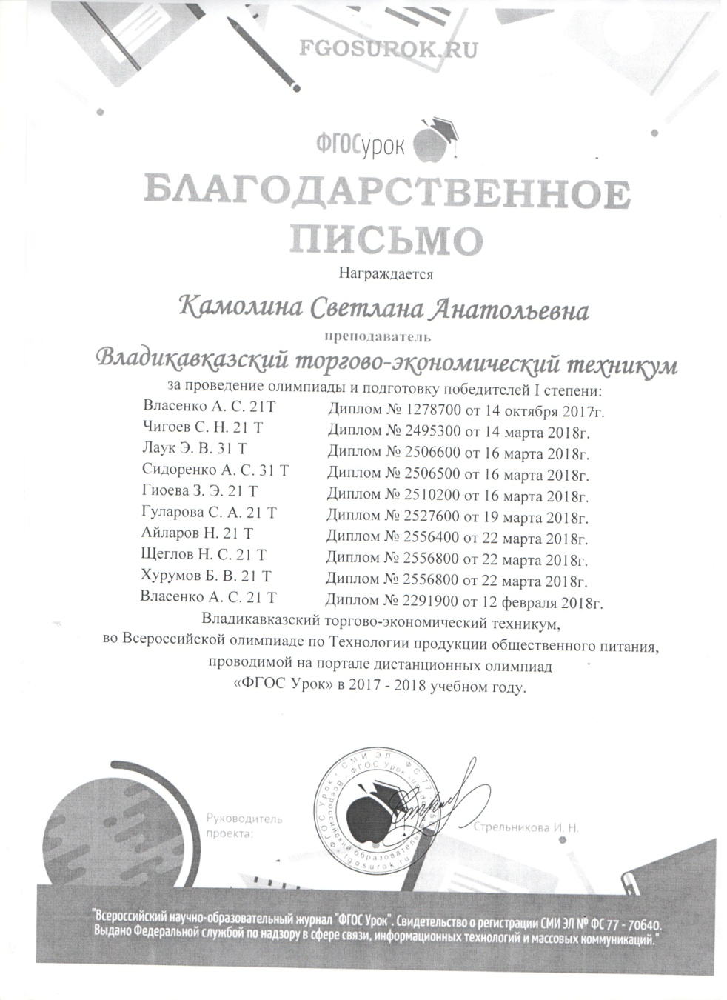 FGOSUROK.RU
ФГОСурок
БЛАГОДАРСТВЕННОЕ
ПИСЬМО
Награждается
Камолина Светлана Анатольевна
преподаватель
Владикавказский торгово-экономический техникум
за проведение олимпиады и подготовку победителей I степени:
Власенко А. С. 21Т Диплом № 1278700 от 14 октября 2017г.
Чигоев С. Н. 21 Т Диплом № 2495300 от 14 марта 2018г.
Лаук Э. В. 31 Т Диплом № 2506600 от 16 марта 2018г.
Сидоренко А. С. 31 Т Диплом № 2506500 от 16 марта 2018г.
Гиоева З. Э. 21 Т Диплом № 2510200 от 16 марта 2018г.
Гуларова С. А. 21 Т Диплом № 2527600 от 19 марта 2018г.
Айларов Н. 21 Т Диплом № 2556400 от 22 марта 2018г.
Щеглов Н. С. 21 Т Диплом № 2556800 от 22 марта 2018г.
Хурумов Б. В. 21 Т Диплом № 2556800 от 22 марта 2018г.
Власенко А. С. 21 Т Диплом № 2291900 от 12 февраля 2018г.
Владикавказский торгово-экономический техникум,
во Всероссийской олимпиаде по Технологии продукции общественного питания,
проводимой на портале дистанционных олимпиад
«ФГОС Урок» в 2017 - 2018 учебном году.
ФГОС Урок • СМИ ЭЛ ФС 77
Всероссийский образователь
ФГОС Урок
fgosurok.ru
Руководитель
проекта:
Стрельникова И. Н.
"Всероссийский научно-образовательный журнал "ФГОС Урок". Свидетельство о регистрации СМИ ЭЛ № ФС 77 - 70640.
Выдано Федеральной службой по надзору в сфере связи, информационных технологий и массовых коммуникаций."